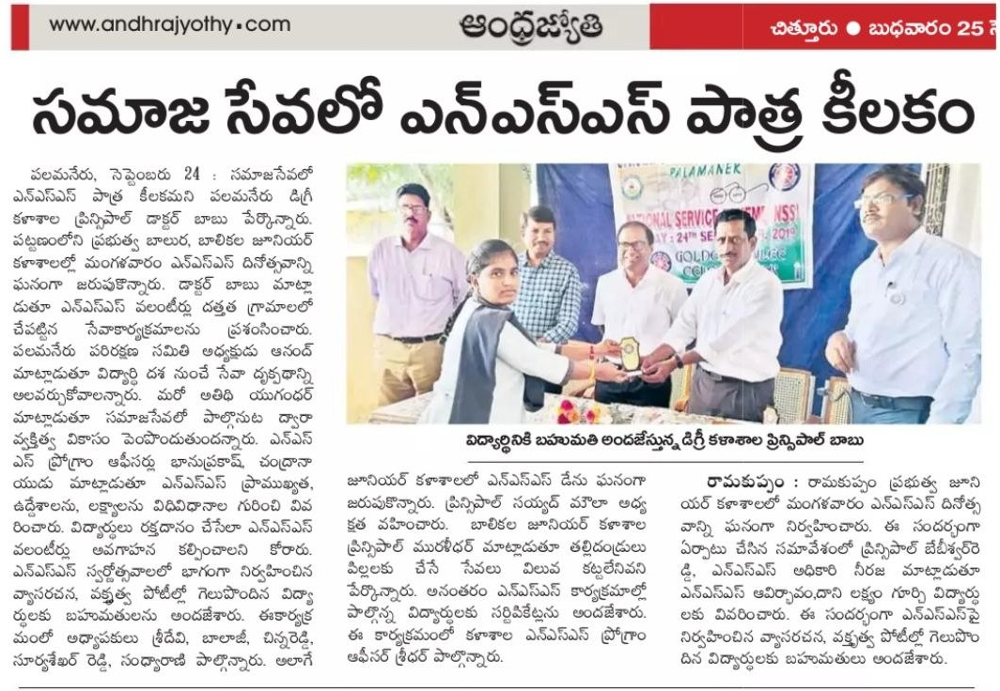 www.andhrajyothy.com
ఆంధ్రజ్యోతి
చిత్తూరు ● బుధవారం 25
సమాజ సేవలో ఎన్ఎస్ఎస్ పాత్ర కీలకం
పలమనేరు, సెప్టెంబరు 24 : సమాజసేవలో
ఎన్ఎస్ఎస్ పాత్ర కీలకమని పలమనేరు డిగ్రీ
కళాశాల ప్రిన్సిపాల్ డాక్టర్ బాబు పేర్కొన్నారు.
పట్టణంలోని ప్రభుత్వ బాలుర, బాలికల జూనియర్
కళాశాలల్లో మంగళవారం ఎన్ఎస్ఎస్ దినోత్సవాన్ని
ఘనంగా జరుపుకొన్నారు. డాక్టర్ బాబు మాట్లా
డుతూ ఎన్ఎస్ఎస్ వలంటీర్లు దత్తత గ్రామాలలో
చేపట్టిన సేవాకార్యక్రమాలను ప్రశంసించారు.
పలమనేరు పరిరక్షణ సమితి అధ్యక్షుడు ఆనంద్
మాట్లాడుతూ విద్యార్థి దశ నుంచే సేవా దృక్పథాన్ని
అలవర్చుకోవాలన్నారు. మరో అతిథి యుగంధర్
మాట్లాడుతూ సమాజసేవలో పాల్గొనుట ద్వారా
వ్యక్తిత్వ వికాసం పెంపొందుతుందన్నారు. ఎన్ఎస్
ఎస్ ప్రోగ్రాం ఆఫీసర్లు భానుప్రకాష్, చంద్రానా
యుడు మాట్లాడుతూ ఎన్ఎస్ఎస్ ప్రాముఖ్యత,
ఉద్దేశాలను, లక్ష్యాలను విధివిధానాల గురించి వివ
రించారు. విద్యార్థులు రక్తదానం చేసేలా ఎన్ఎస్ఎస్
వలంటీర్లు అవగాహన కల్పించాలని కోరారు.
ఎన్ఎస్ఎస్ స్వర్ణోత్సవాలలో భాగంగా నిర్వహించిన
వ్యాసరచన, వక్తృత్వ పోటీల్లో గెలుపొందిన విద్యా
ర్థులకు బహుమతులను అందజేశారు. ఈకార్యక్ర
మంలో అధ్యాపకులు శ్రీదేవి, బాలాజీ, చిన్నరెడ్డి,
సూర్యశేఖర్ రెడ్డి, సంధ్యారాణి పాల్గొన్నారు. అలాగే
PALAMANER
NATIONAL SERVICE SCHEME (NSS)
DAY : 24TH SE 2019
GOLD
విద్యార్థినికి బహుమతి అందజేస్తున్న డిగ్రీ కళాశాల ప్రిన్సిపాల్ బాబు
జూనియర్ కళాశాలలో ఎన్ఎస్ఎస్ డేను ఘనంగా
జరుపుకొన్నారు. ప్రిన్సిపాల్ సయ్యద్ మౌలా అధ్య
క్షత వహించారు. బాలికల జూనియర్ కళాశాల
ప్రిన్సిపాల్ మురళీధర్ మాట్లాడుతూ తల్లిదండ్రులు
పిల్లలకు చేసే సేవలు విలువ కట్టలేనివని
పేర్కొన్నారు. అనంతరం ఎన్ఎస్ఎస్ కార్యక్రమాల్లో
పాల్గొన్న విద్యార్థులకు సర్టిపికేట్లను అందజేశారు.
ఈ కార్యక్రమంలో కళాశాల ఎన్ఎస్ఎస్ ప్రోగ్రాం
ఆఫీసర్ శ్రీధర్ పాల్గొన్నారు.
రామకుప్పం : రామకుప్పం ప్రభుత్వ జూని
యర్ కళాశాలలో మంగళవారం ఎన్ఎస్ఎస్ దినోత్స
వాన్ని ఘనంగా నిర్వహించారు. ఈ సందర్భంగా
ఏర్పాటు చేసిన సమావేశంలో ప్రిన్సిపాల్ బేబీశ్వర్‌రె
డ్డి, ఎన్ఎస్ఎస్ అధికారి నీరజ మాట్లాడుతూ
ఎన్ఎస్ఎస్ ఆవిర్భావం,దాని లక్ష్యం గూర్చి విద్యార్థు
లకు వివరించారు. ఈ సందర్భంగా ఎన్ఎస్ఎస్‌పై
నిర్వహించిన వ్యాసరచన, వక్తృత్వ పోటీల్లో గెలుపొం
దిన విద్యార్థులకు బహుమతులు అందజేశారు.